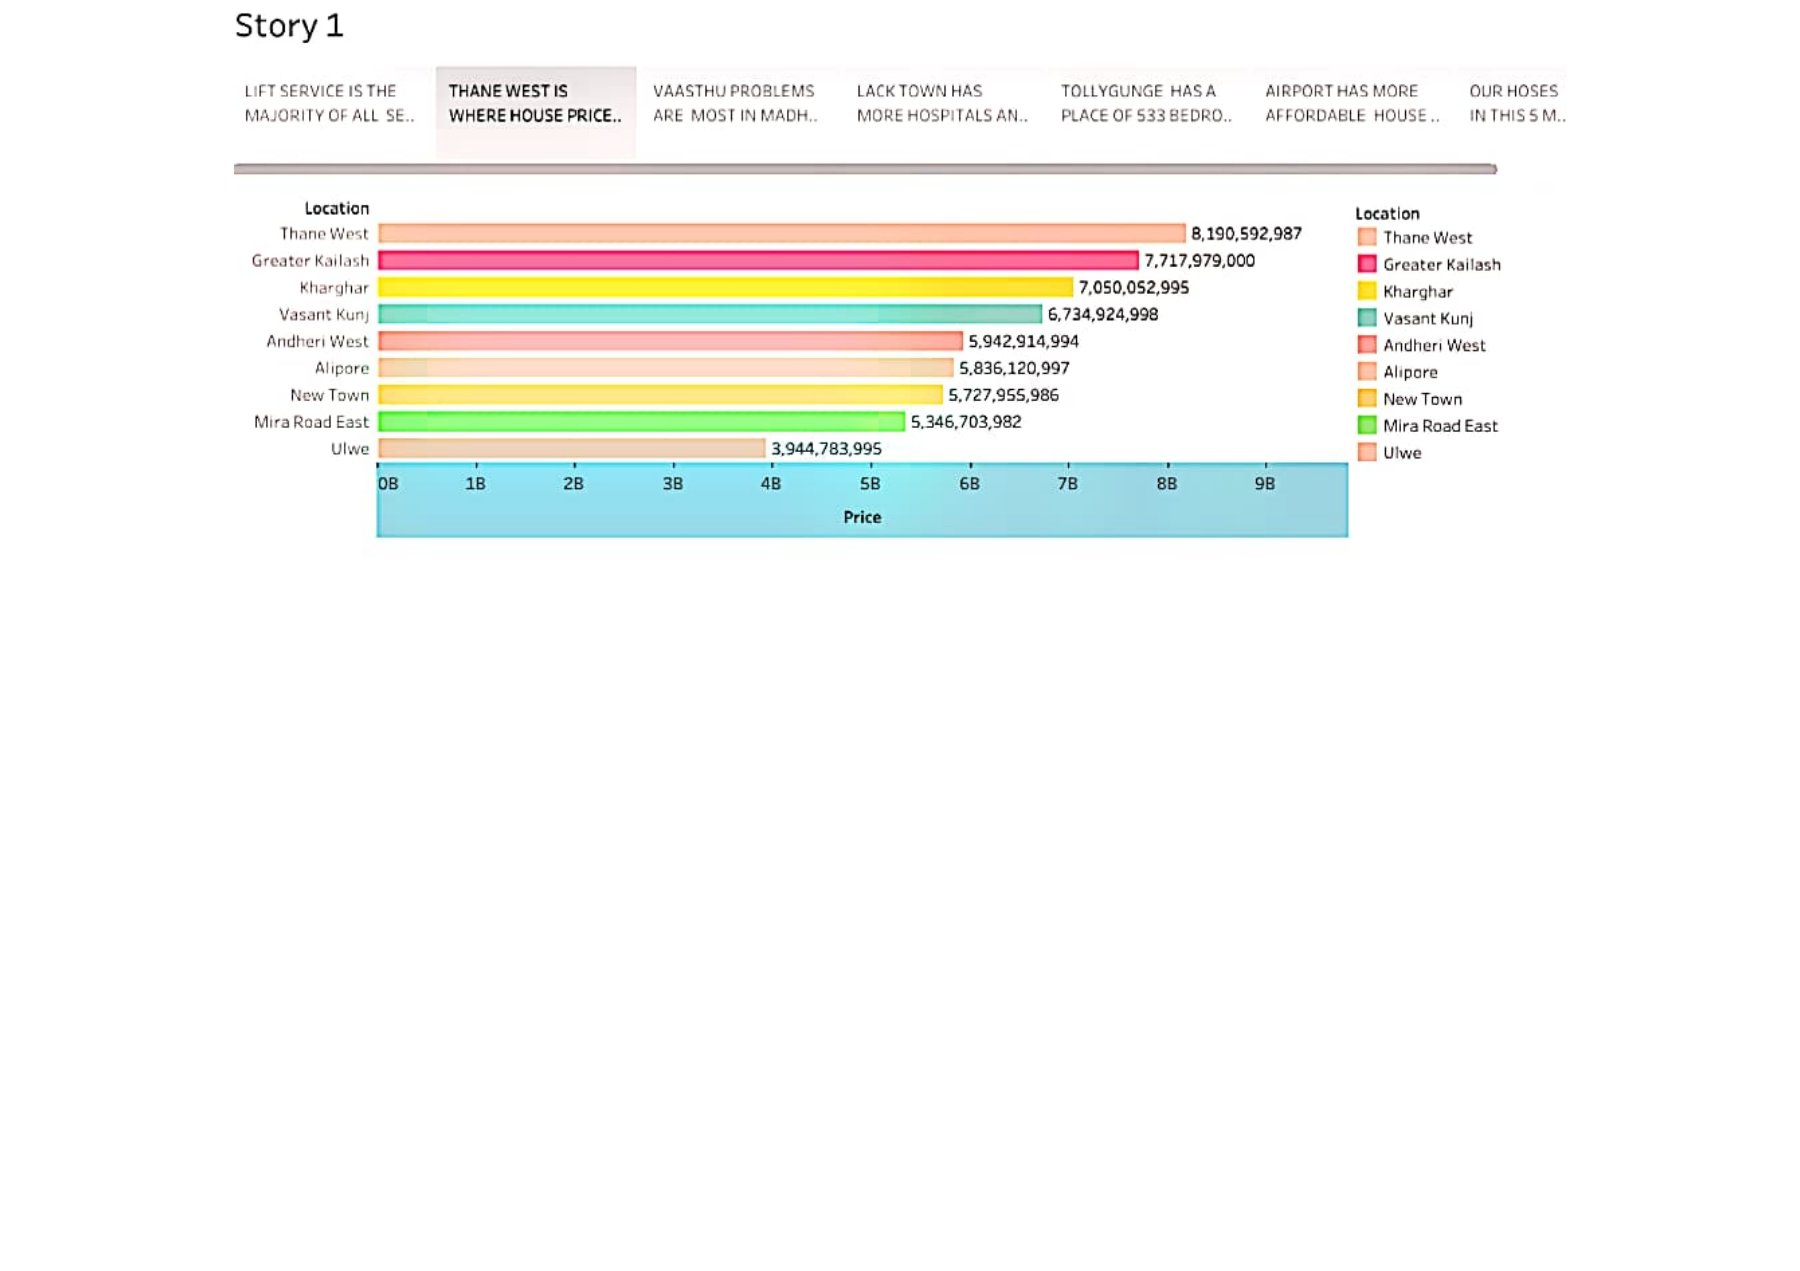 Story 1
LIFT SERVICE IS THE
MAJORITY OF ALL SE..
THANE WEST IS
WHERE HOUSE PRICE..
VAASTHU PROBLEMS
ARE MOST IN MADH..
LACK TOWN HAS
MORE HOSPITALS AN..
TOLLYGUNGE HAS A
PLACE OF 533 BEDRO..
AIRPORT HAS MORE
AFFORDABLE HOUSE ..
OUR HOSES
IN THIS 5 M..
Location
Thane West 8,190,592,987
Greater Kailash 7,717,979,000
Kharghar 7,050,052,995
Vasant Kunj 6,734,924,998
Andheri West 5,942,914,994
Alipore 5,836,120,997
New Town 5,727,955,986
Mira Road East 5,346,703,982
Ulwe 3,944,783,995
0B 1B 2B 3B 4B 5B 6B 7B 8B 9B
Price
Location
Thane West
Greater Kailash
Kharghar
Vasant Kunj
Andheri West
Alipore
New Town
Mira Road East
Ulwe